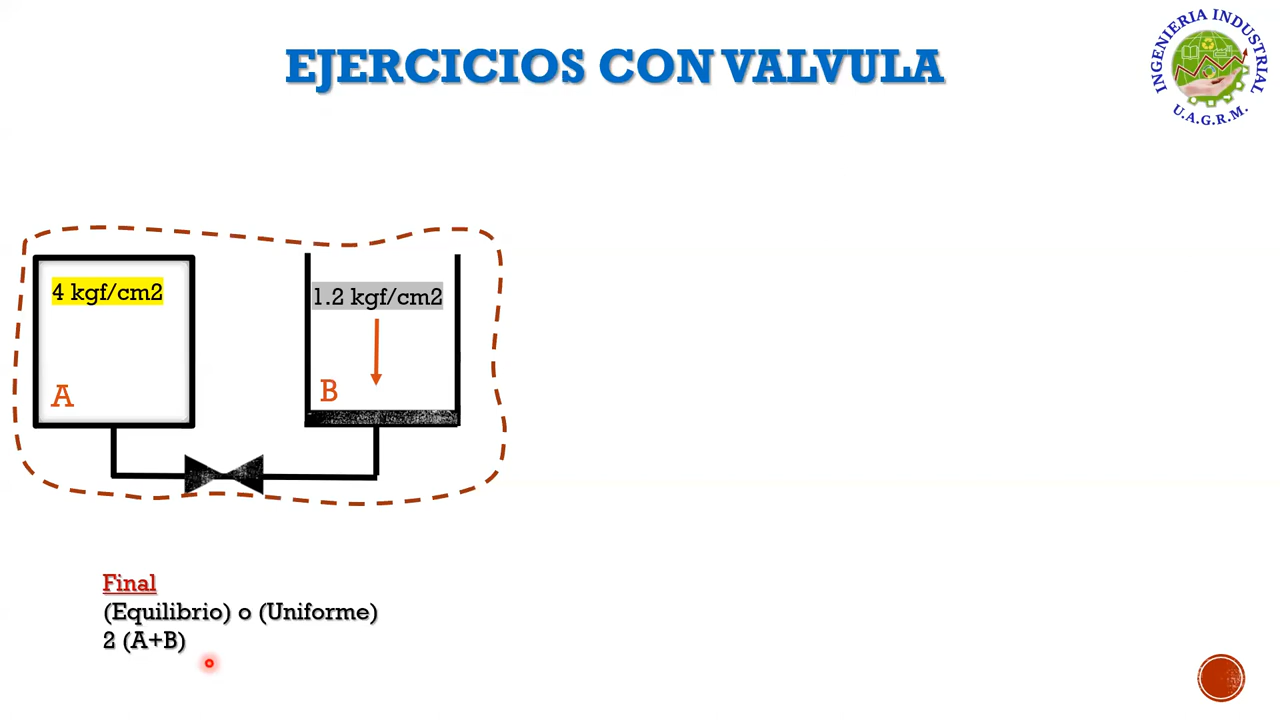 EJERCICIOS CON VALVULA
INGENIERIA INDUSTRIAL
U.A.G.R.M.
4 kgf/cm2
1.2 kgf/cm2
A
B
Final
(Equilibrio) o (Uniforme)
2 (A+B)